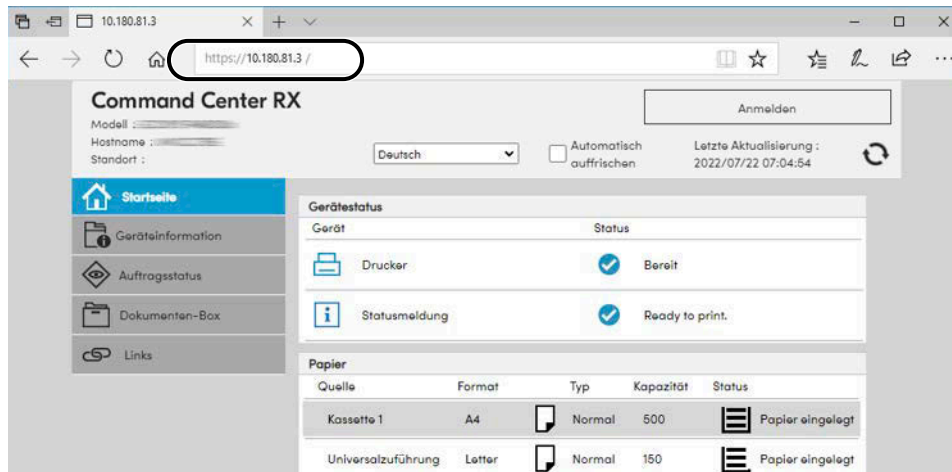 10.180.81.3
https://10.180.81.3 /
Command Center RX
Anmelden
Modell :
Hostname :
Standort :
Deutsch
Automatisch
auffrischen
Letzte Aktualisierung :
2022/07/22 07:04:54
Startseite
Geräteinformation
Auftragsstatus
Dokumenten-Box
Links
Gerätestatus
Gerät Status
Drucker Bereit
Statusmeldung Ready to print.
Papier
Quelle Format Typ Kapazität Status
Kassette 1 A4 Normal 500 Papier eingelegt
Universalzuführung Letter Normal 150 Papier eingelegt